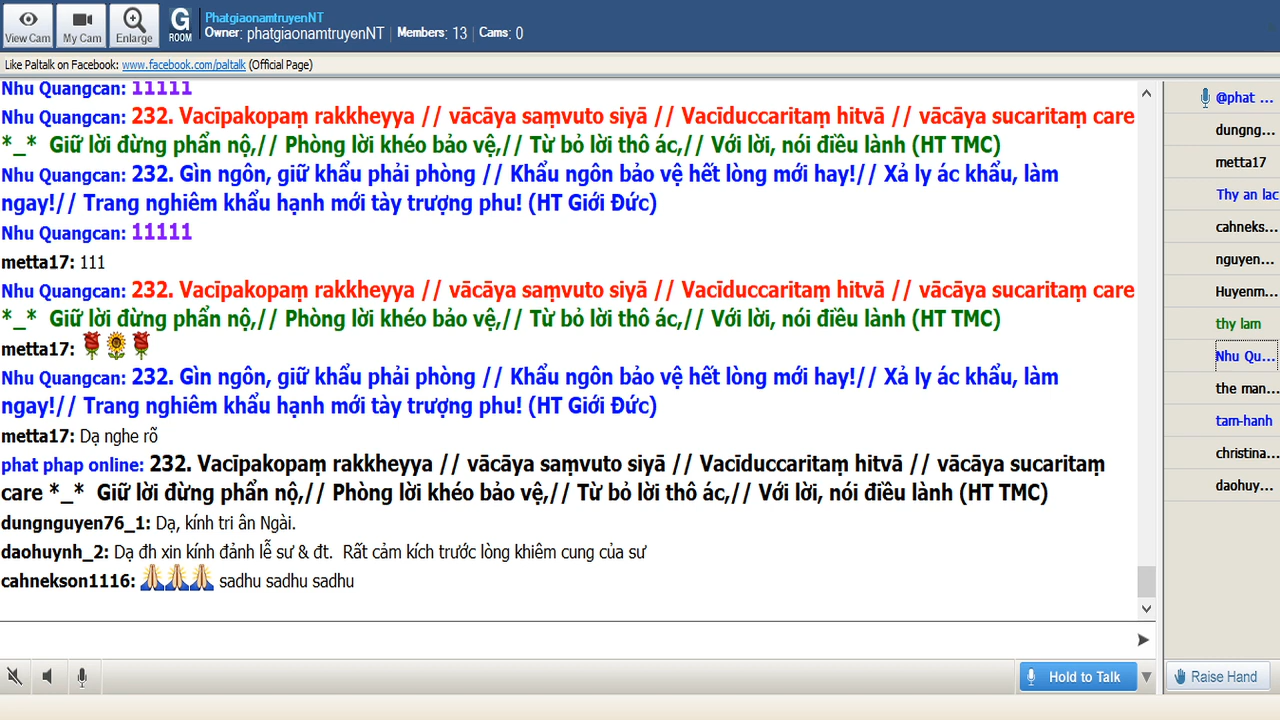 View Cam
My Cam
Enlarge
G
ROOM
PhatgiaonamtruyenNT
Owner: phatgiaonamtruyenNT | Members: 13 | Cams: 0
Like Paltalk on Facebook: www.facebook.com/paltalk (Official Page)
Nhu Quangcan: 11111
Nhu Quangcan: 232. Vacīpakopaṃ rakkheyya // vācāya saṃvuto siyā // Vacīduccaritaṃ hitvā // vācāya sucaritaṃ care
*_* Giữ lời đừng phẩn nộ,// Phòng lời khéo bảo vệ,// Từ bỏ lời thô ác,// Với lời, nói điều lành (HT TMC)
Nhu Quangcan: 232. Gìn ngôn, giữ khẩu phải phòng // Khẩu ngôn bảo vệ hết lòng mới hay!// Xả ly ác khẩu, làm
ngay!// Trang nghiêm khẩu hạnh mới tày trượng phu! (HT Giới Đức)
Nhu Quangcan: 11111
metta17: 111
Nhu Quangcan: 232. Vacīpakopaṃ rakkheyya // vācāya saṃvuto siyā // Vacīduccaritaṃ hitvā // vācāya sucaritaṃ care
*_* Giữ lời đừng phẩn nộ,// Phòng lời khéo bảo vệ,// Từ bỏ lời thô ác,// Với lời, nói điều lành (HT TMC)
metta17: 🌹🌻🌹
Nhu Quangcan: 232. Gìn ngôn, giữ khẩu phải phòng // Khẩu ngôn bảo vệ hết lòng mới hay!// Xả ly ác khẩu, làm
ngay!// Trang nghiêm khẩu hạnh mới tày trượng phu! (HT Giới Đức)
metta17: Dạ nghe rõ
phat phap online: 232. Vacīpakopaṃ rakkheyya // vācāya saṃvuto siyā // Vacīduccaritaṃ hitvā // vācāya sucaritaṃ
care *_* Giữ lời đừng phẩn nộ,// Phòng lời khéo bảo vệ,// Từ bỏ lời thô ác,// Với lời, nói điều lành (HT TMC)
dungnguyen76_1: Dạ, kính tri ân Ngài.
daohuynh_2: Dạ đh xin kính đảnh lễ sư & đt. Rất cảm kích trước lòng khiêm cung của sư
cahnekson1116: 🙏🙏🙏 sadhu sadhu sadhu
@phat ...
dungng...
metta17
Thy an lac
cahneks...
nguyen...
Huyenm...
thy lam
Nhu Qu...
the man...
tam-hanh
christina...
daohuy...
Hold to Talk
Raise Hand